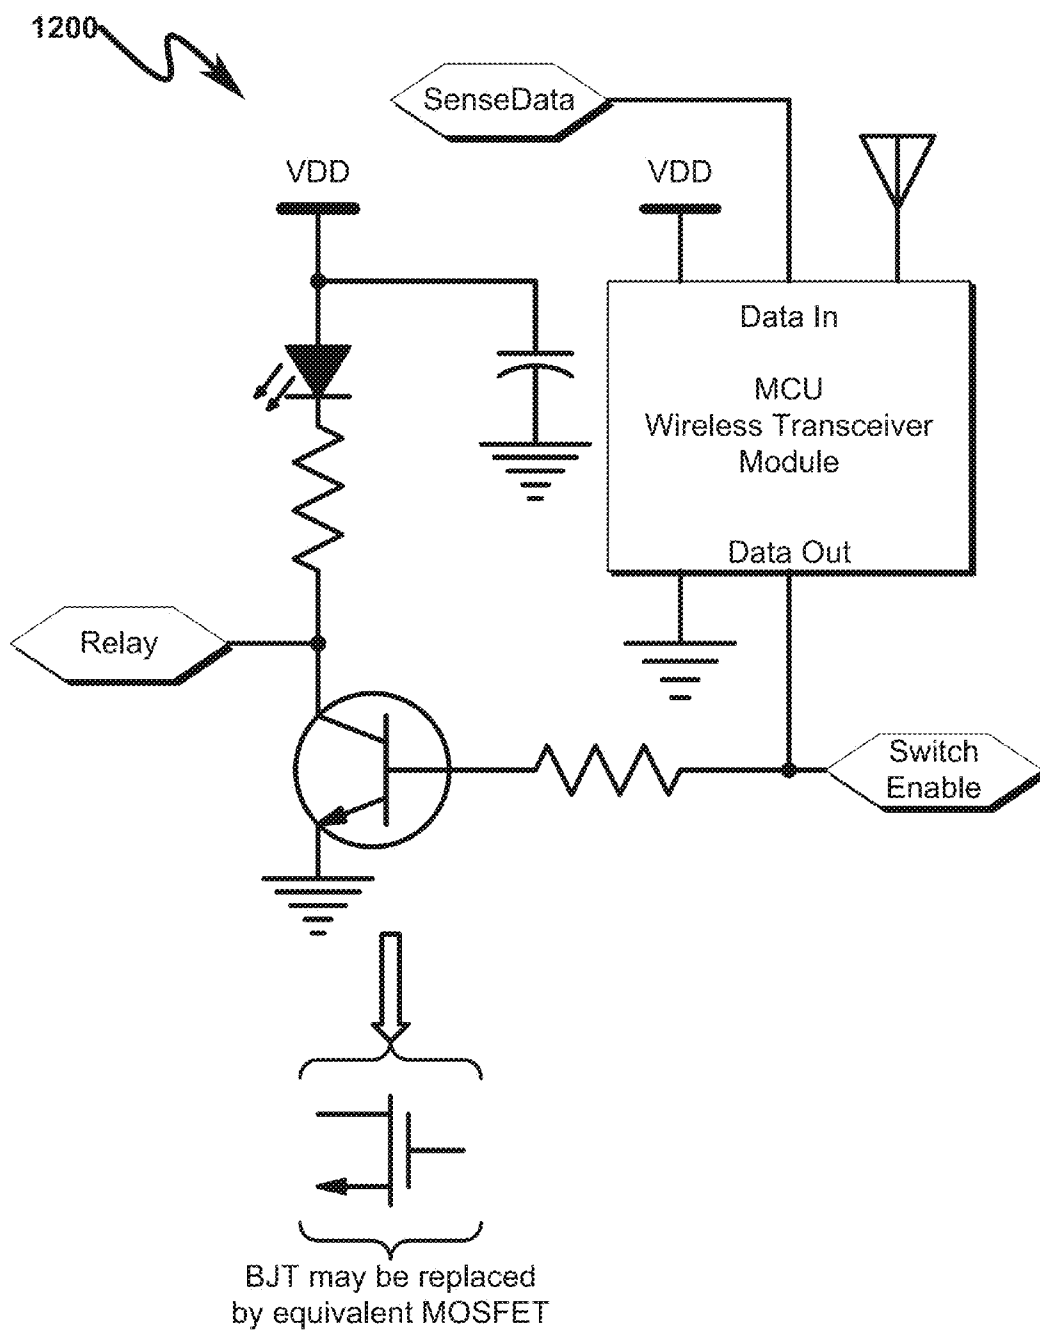 1200
SenseData
VDD
VDD
Data In
MCU
Wireless Transceiver
Module
Data Out
Relay
Switch
Enable
BJT may be replaced
by equivalent MOSFET